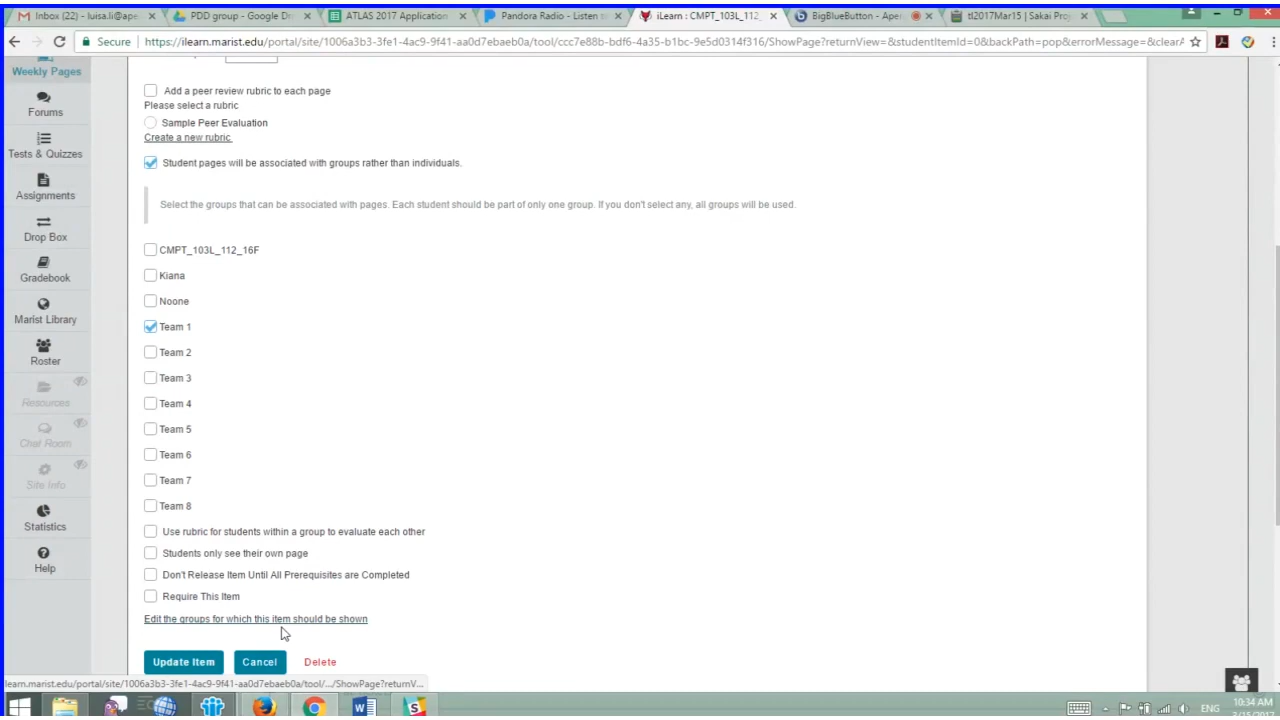 Inbox (22) - luisa.li@ape
PDD group - Google Dr
ATLAS 2017 Application
Pandora Radio - Listen t
iLearn : CMPT_103L_112_
BigBlueButton - Aper
tl2017Mar15 | Sakai Pro
Secure
https://ilearn.marist.edu/portal/site/1006a3b3-3fe1-4ac9-9f41-aa0d7ebaeb0a/tool/ccc7e88b-bdf6-4a35-b1bc-9e5d0314f316/ShowPage?returnView=&studentItemId=0&backPath=pop&errorMessage=&clearA
Weekly Pages
Forums
Tests & Quizzes
Assignments
Drop Box
Gradebook
Marist Library
Roster
Resources
Chat Room
Site Info
Statistics
Help
Add a peer review rubric to each page
Please select a rubric
Sample Peer Evaluation
Create a new rubric
Student pages will be associated with groups rather than individuals.
Select the groups that can be associated with pages. Each student should be part of only one group. If you don't select any, all groups will be used.
CMPT_103L_112_16F
Kiana
Noone
Team 1
Team 2
Team 3
Team 4
Team 5
Team 6
Team 7
Team 8
Use rubric for students within a group to evaluate each other
Students only see their own page
Don't Release Item Until All Prerequisites are Completed
Require This Item
Edit the groups for which this item should be shown
Update Item
Cancel
Delete
learn.marist.edu/portal/site/1006a3b3-3fe1-4ac9-9f41-aa0d7ebaeb0a/tool/.../ShowPage?returnV...
ENG
10:34 AM
3/15/2017